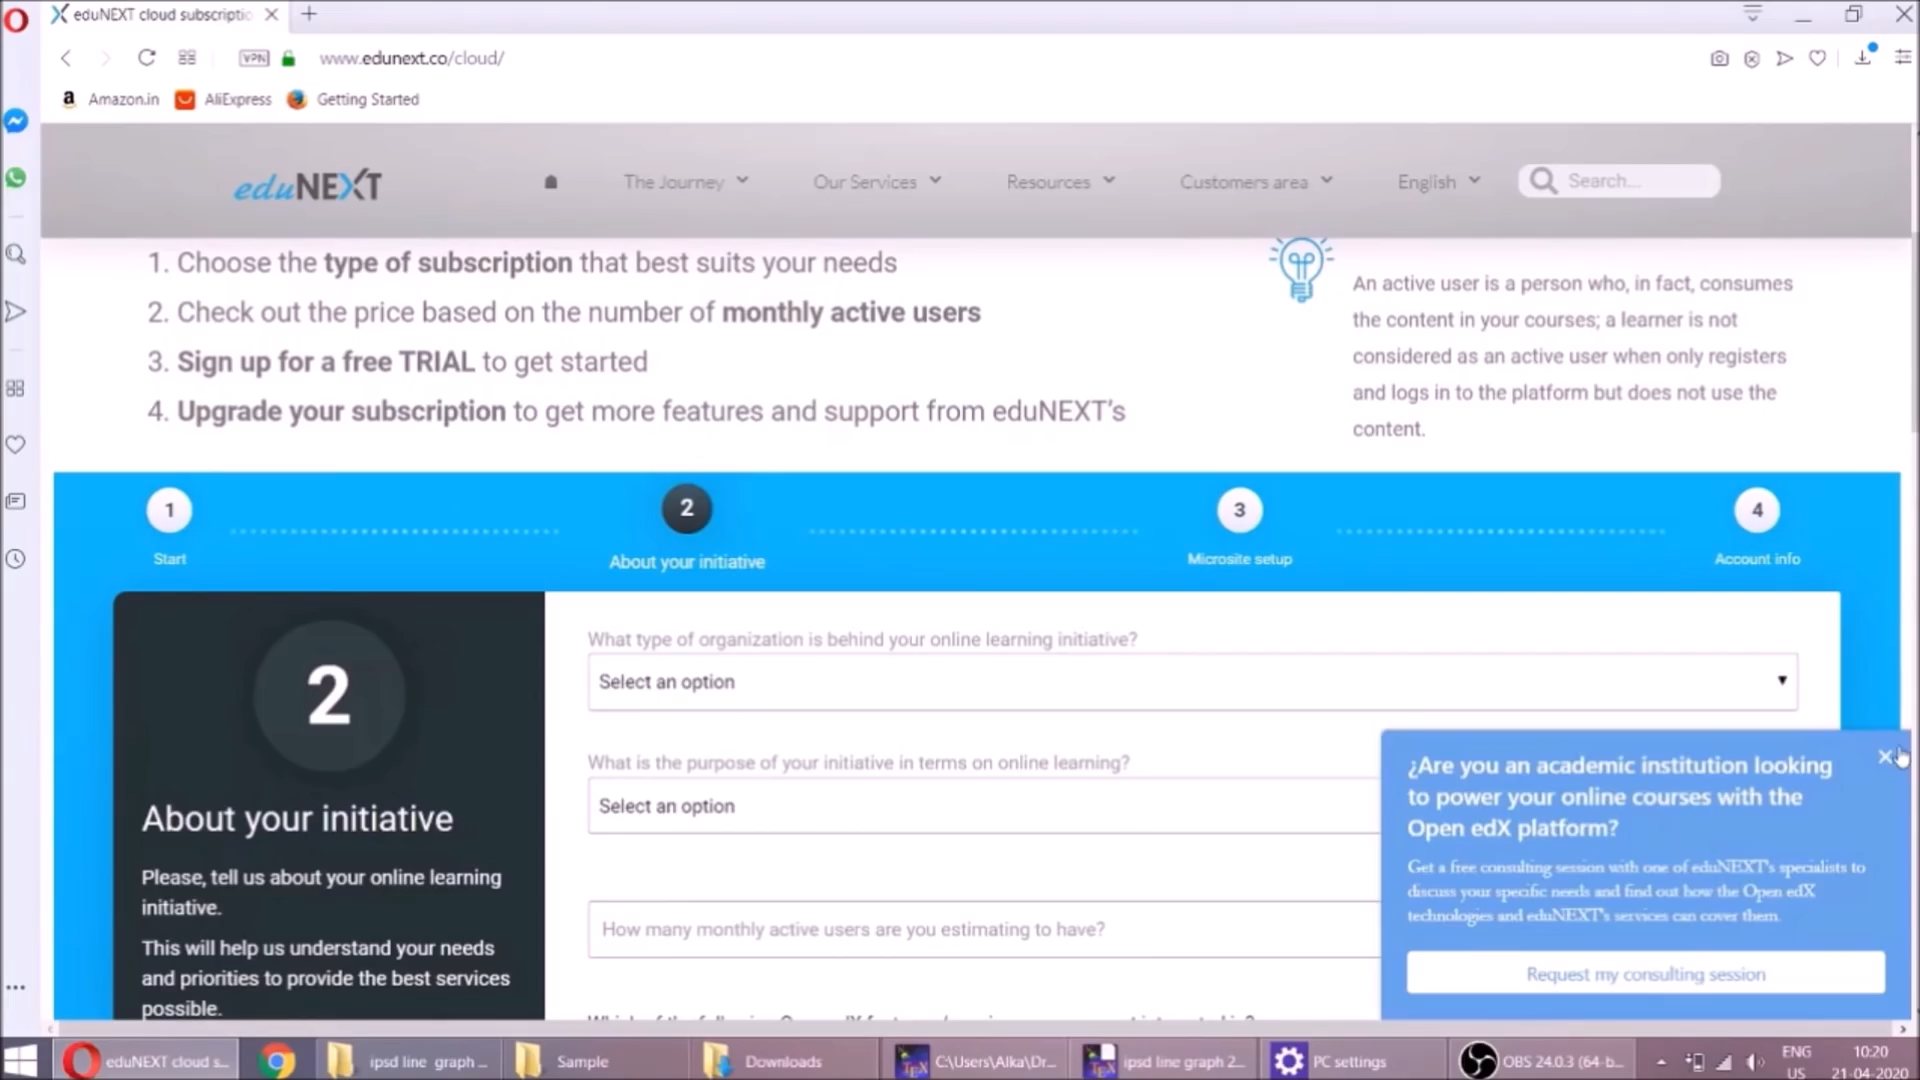 eduNEXT cloud subscriptio
VPN
www.edunext.co/cloud/
Amazon.in
AliExpress
Getting Started
eduNEXT
The Journey
Our Services
Resources
Customers area
English
Search...
1. Choose the type of subscription that best suits your needs
2. Check out the price based on the number of monthly active users
3. Sign up for a free TRIAL to get started
4. Upgrade your subscription to get more features and support from eduNEXT's
An active user is a person who, in fact, consumes
the content in your courses; a learner is not
considered as an active user when only registers
and logs in to the platform but does not use the
content.
1
Start
2
About your initiative
3
Microsite setup
4
Account info
2
About your initiative
Please, tell us about your online learning
initiative.
This will help us understand your needs
and priorities to provide the best services
possible.
What type of organization is behind your online learning initiative?
Select an option
What is the purpose of your initiative in terms on online learning?
Select an option
How many monthly active users are you estimating to have?
¿Are you an academic institution looking
to power your online courses with the
Open edX platform?
Get a free consulting session with one of eduNEXT's specialists to
discuss your specific needs and find out how the Open edX
technologies and eduNEXT's services can cover them.
Request my consulting session
eduNEXT cloud s...
ipsd line graph ...
Sample
Downloads
C:\Users\Alka\Dr...
ipsd line graph 2...
PC settings
OBS 24.0.3 (64-b...
ENG
US
10:20
21-04-2020